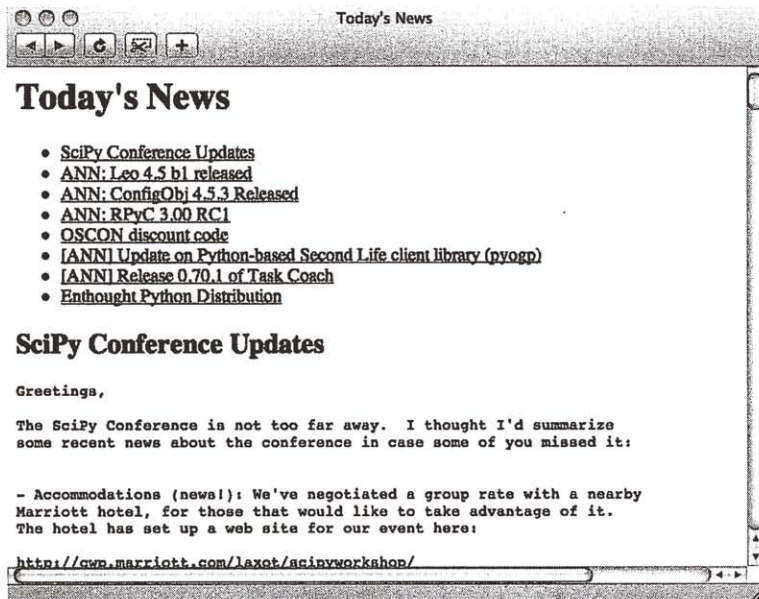 Today's News
Today's News
• SciPy Conference Updates
• ANN: Leo 4.5 b1 released
• ANN: ConfigObj 4.5.3 Released
• ANN: RPyC 3.00 RC1
• OSCON discount code
• [ANN] Update on Python-based Second Life client library (pyogp)
• [ANN] Release 0.70.1 of Task Coach
• Enthought Python Distribution
SciPy Conference Updates
Greetings,
The SciPy Conference is not too far away.  I thought I'd summarize
some recent news about the conference in case some of you missed it:
- Accommodations (news!): We've negotiated a group rate with a nearby
Marriott hotel, for those that would like to take advantage of it.
The hotel has set up a web site for our event here:
http://cwp.marriott.com/laxot/scipyworkshop/